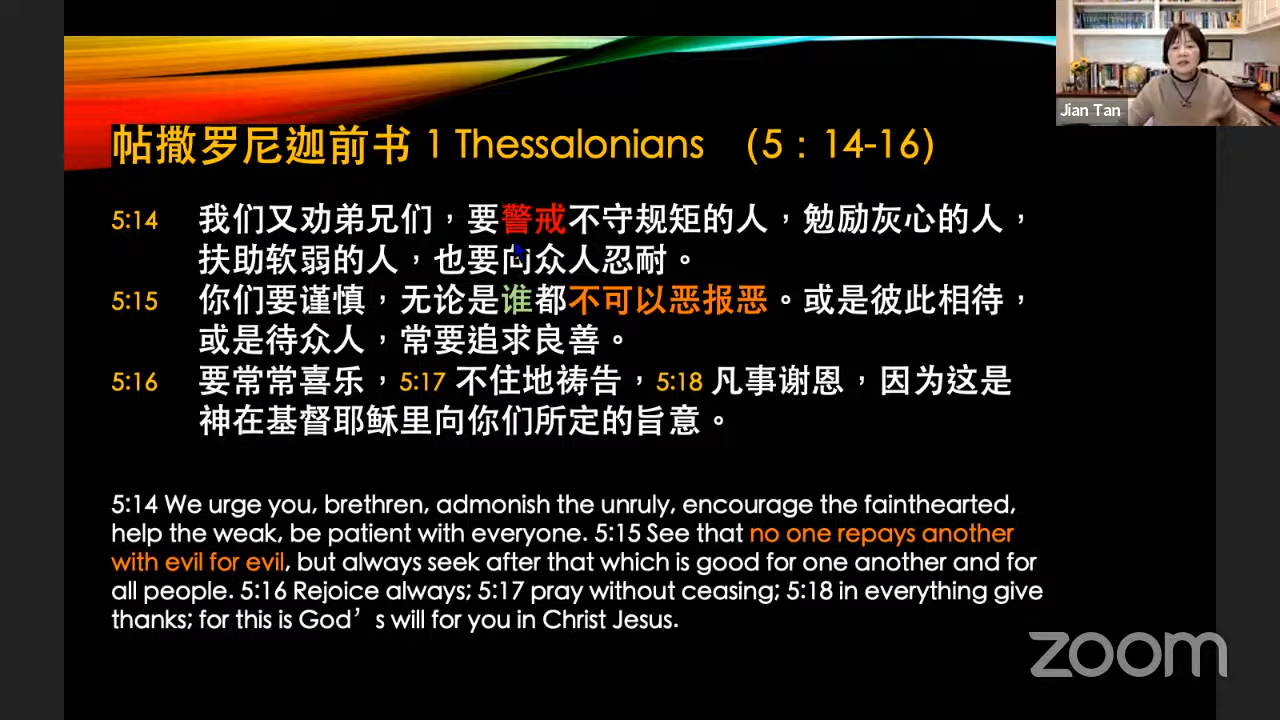 Jian Tan
帖撒罗尼迦前书 1 Thessalonians (5 : 14-16)
5:14 我们又劝弟兄们，要警戒不守规矩的人，勉励灰心的人，
扶助软弱的人，也要向众人忍耐。
5:15 你们要谨慎，无论是谁都不可以恶报恶。或是彼此相待，
或是待众人，常要追求良善。
5:16 要常常喜乐，5:17 不住地祷告，5:18 凡事谢恩，因为这是
神在基督耶稣里向你们所定的旨意。
5:14 We urge you, brethren, admonish the unruly, encourage the fainthearted,
help the weak, be patient with everyone. 5:15 See that no one repays another
with evil for evil, but always seek after that which is good for one another and for
all people. 5:16 Rejoice always; 5:17 pray without ceasing; 5:18 in everything give
thanks; for this is God’s will for you in Christ Jesus.
zoom